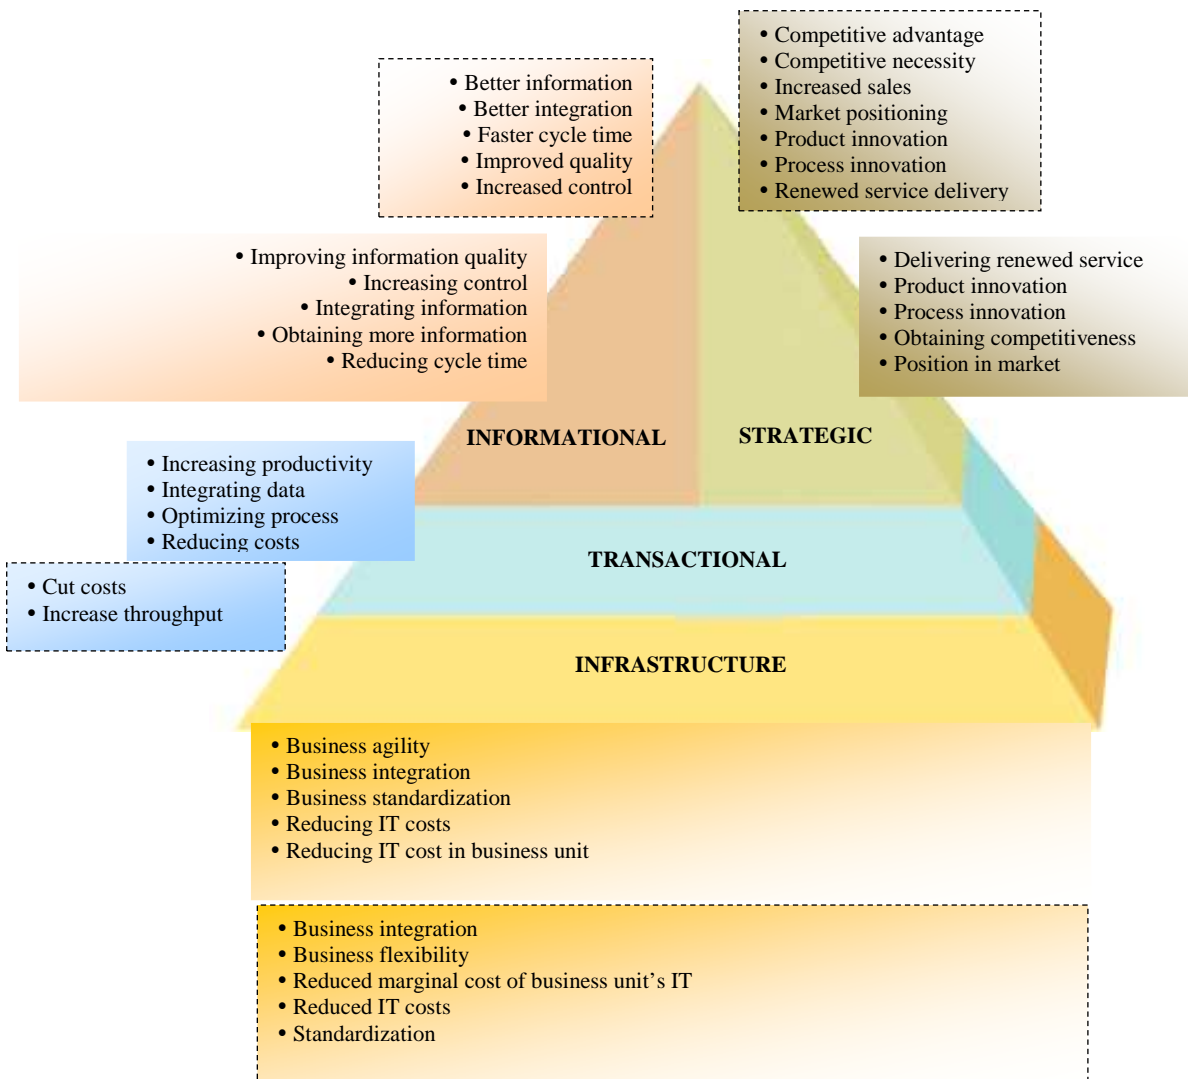 • Competitive advantage
• Competitive necessity
• Increased sales
• Market positioning
• Product innovation
• Process innovation
• Renewed service delivery
• Better information
• Better integration
• Faster cycle time
• Improved quality
• Increased control
• Improving information quality
• Increasing control
• Integrating information
• Obtaining more information
• Reducing cycle time
• Delivering renewed service
• Product innovation
• Process innovation
• Obtaining competitiveness
• Position in market
INFORMATIONAL
STRATEGIC
• Increasing productivity
• Integrating data
• Optimizing process
• Reducing costs
TRANSACTIONAL
• Cut costs
• Increase throughput
INFRASTRUCTURE
• Business agility
• Business integration
• Business standardization
• Reducing IT costs
• Reducing IT cost in business unit
• Business integration
• Business flexibility
• Reduced marginal cost of business unit's IT
• Reduced IT costs
• Standardization